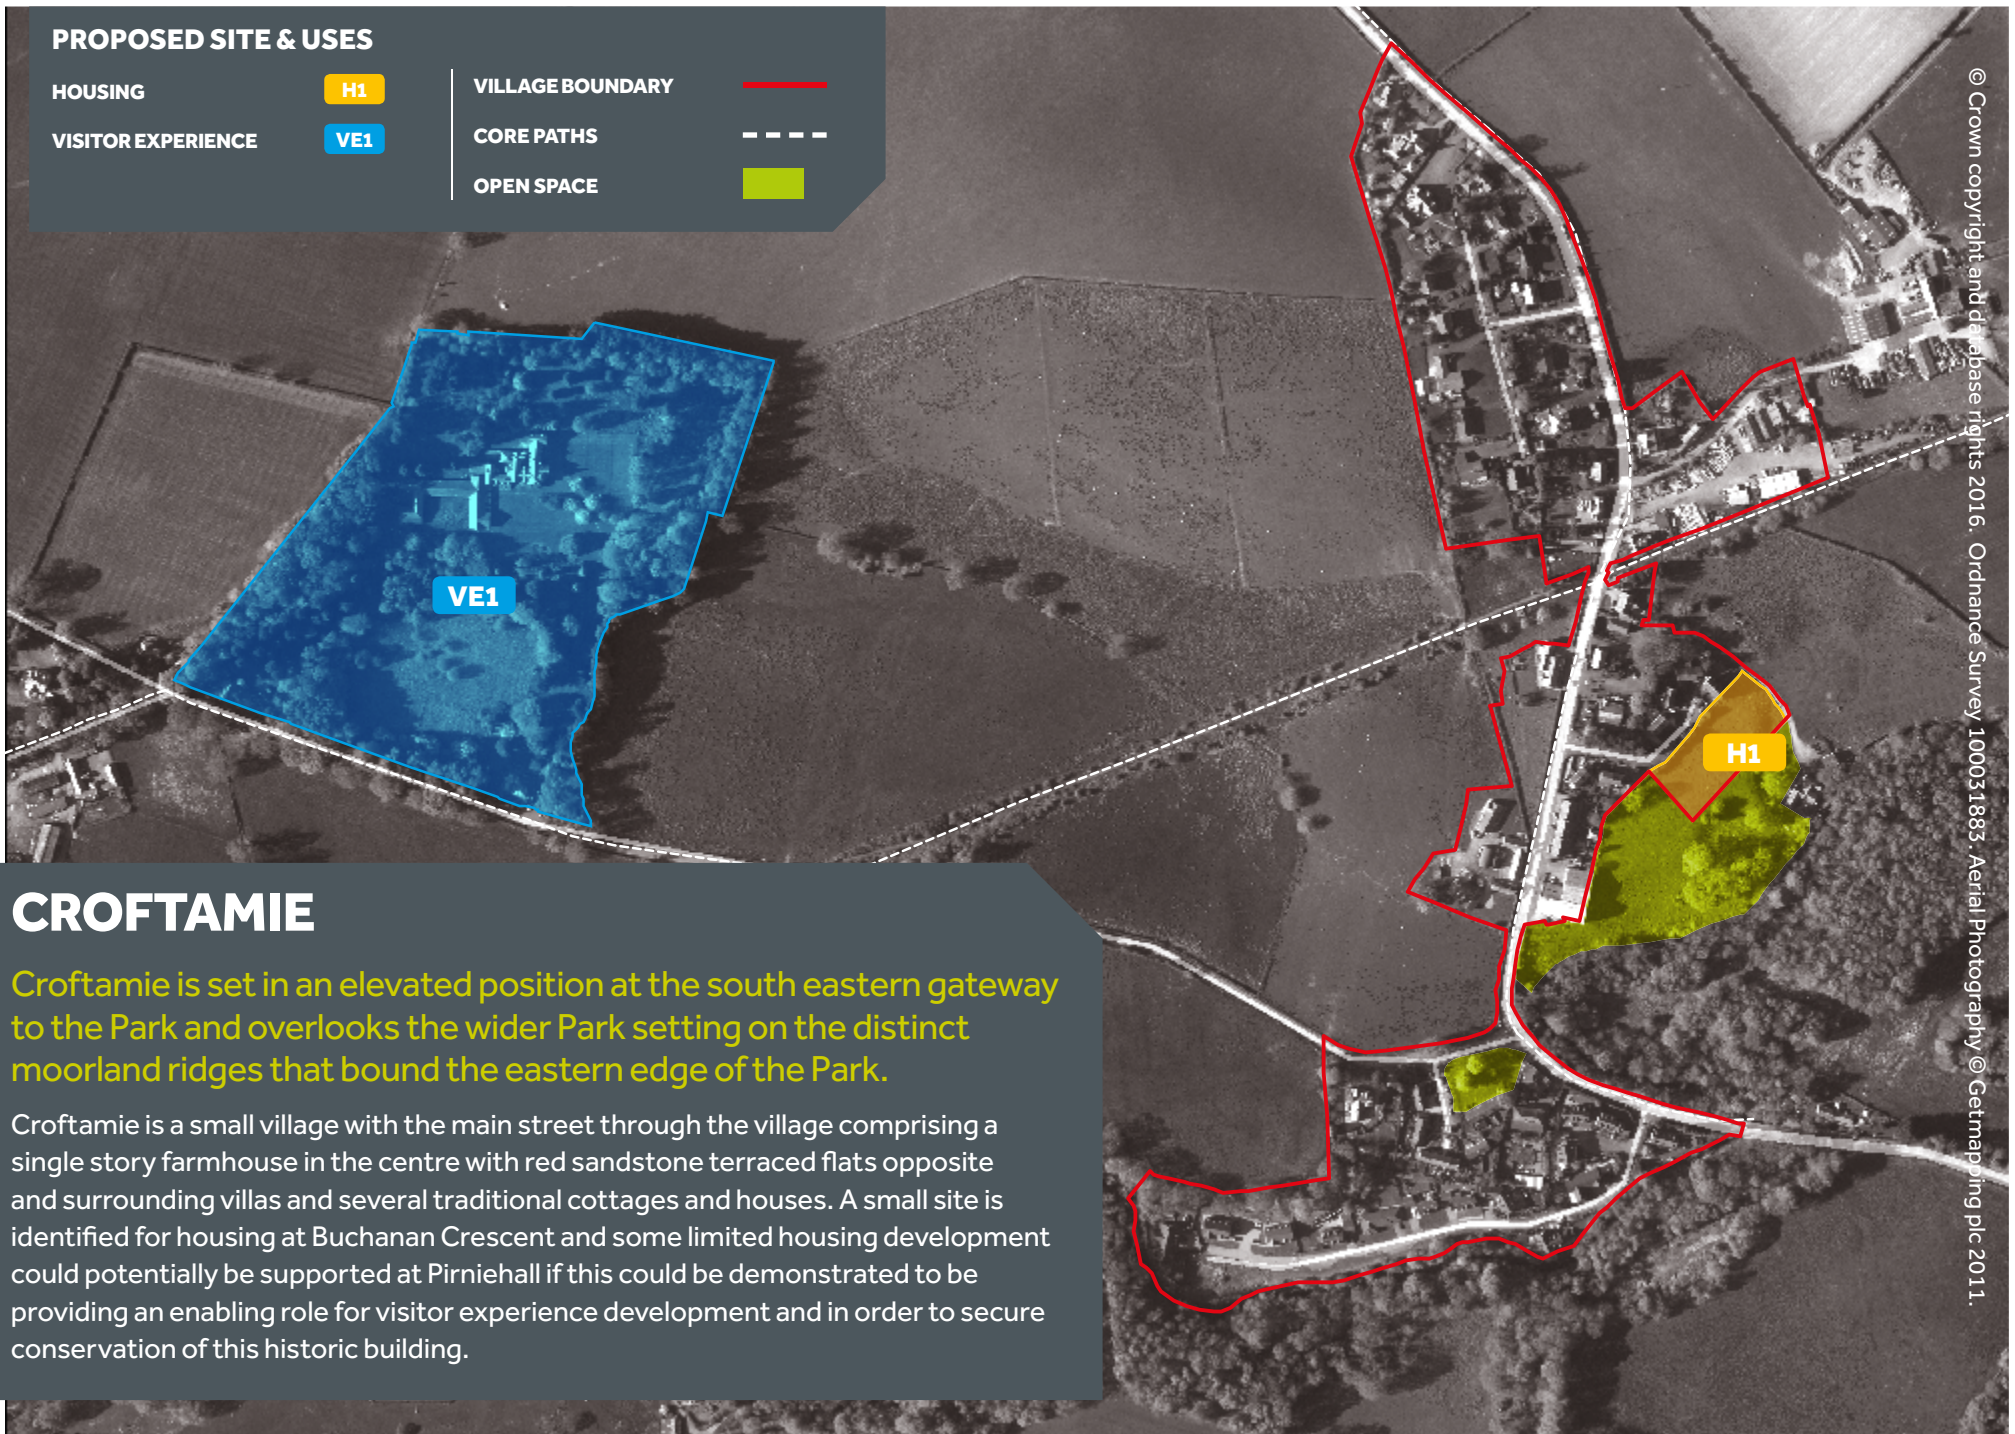 PROPOSED SITE & USES
HOUSING
H1
VISITOR EXPERIENCE
VE1
VILLAGE BOUNDARY
CORE PATHS
OPEN SPACE
VE1
H1
© Crown copyright and database rights 2016. Ordnance Survey 100031883. Aerial Photography © Getmapping plc 2011.
CROFTAMIE
Croftamie is set in an elevated position at the south eastern gateway
to the Park and overlooks the wider Park setting on the distinct
moorland ridges that bound the eastern edge of the Park.
Croftamie is a small village with the main street through the village comprising a
single story farmhouse in the centre with red sandstone terraced flats opposite
and surrounding villas and several traditional cottages and houses. A small site is
identified for housing at Buchanan Crescent and some limited housing development
could potentially be supported at Pirniehall if this could be demonstrated to be
providing an enabling role for visitor experience development and in order to secure
conservation of this historic building.